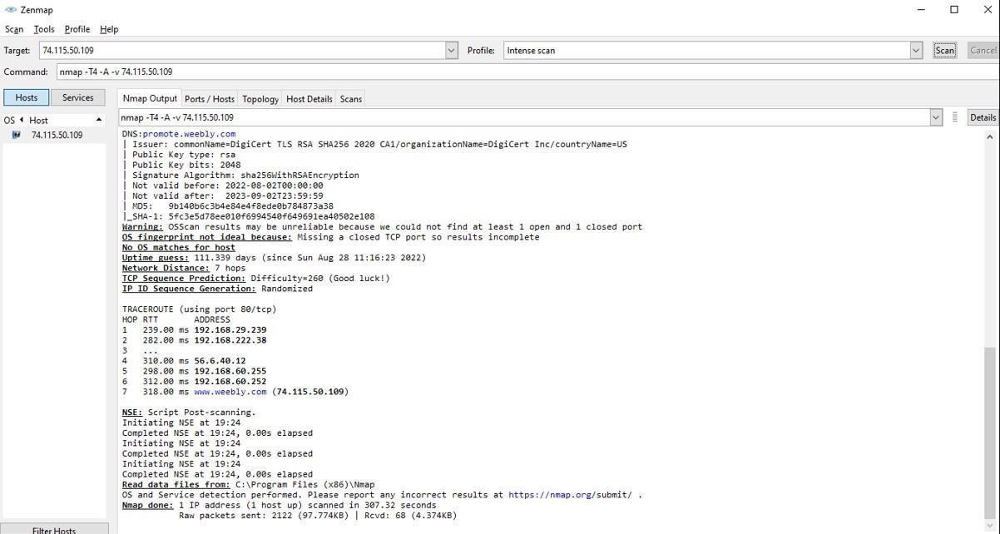 Zenmap
Scan Tools Profile Help
Target: 74.115.50.109 Profile: Intense scan Scan Cancel
Command: nmap -T4 -A -v 74.115.50.109
Hosts Services Nmap Output Ports / Hosts Topology Host Details Scans
OS Host nmap -T4 -A -v 74.115.50.109 Details
74.115.50.109
DNS:promote.weebly.com
| Issuer: commonName=DigiCert TLS RSA SHA256 2020 CA1/organizationName=DigiCert Inc/countryName=US
| Public Key type: rsa
| Public Key bits: 2048
| Signature Algorithm: sha256WithRSAEncryption
| Not valid before: 2022-08-02T00:00:00
| Not valid after:  2023-09-02T23:59:59
| MD5:   9b140b6c3b4e84e4f8ede0b784873a38
|_SHA-1: 5fc3e5d78ee010f6994540f649691ea40502e108
Warning: OSScan results may be unreliable because we could not find at least 1 open and 1 closed port
OS fingerprint not ideal because: Missing a closed TCP port so results incomplete
No OS matches for host
Uptime guess: 111.339 days (since Sun Aug 28 11:16:23 2022)
Network Distance: 7 hops
TCP Sequence Prediction: Difficulty=260 (Good luck!)
IP ID Sequence Generation: Randomized
TRACEROUTE (using port 80/tcp)
HOP RTT       ADDRESS
1   239.00 ms 192.168.29.239
2   282.00 ms 192.168.222.38
3   ...
4   310.00 ms 56.6.40.12
5   298.00 ms 192.168.60.255
6   312.00 ms 192.168.60.252
7   318.00 ms www.weebly.com (74.115.50.109)
NSE: Script Post-scanning.
Initiating NSE at 19:24
Completed NSE at 19:24, 0.00s elapsed
Initiating NSE at 19:24
Completed NSE at 19:24, 0.00s elapsed
Initiating NSE at 19:24
Completed NSE at 19:24, 0.00s elapsed
Read data files from: C:\Program Files (x86)\Nmap
OS and Service detection performed. Please report any incorrect results at https://nmap.org/submit/ .
Nmap done: 1 IP address (1 host up) scanned in 307.32 seconds
Raw packets sent: 2122 (97.774KB) | Rcvd: 68 (4.374KB)
Filter Hosts